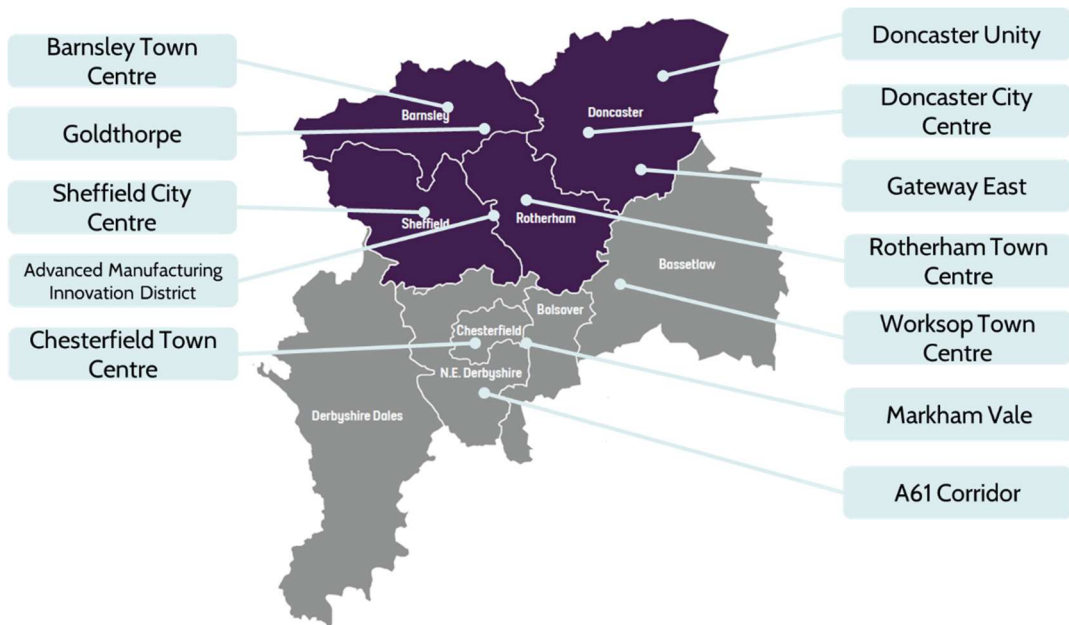 Barnsley Town
Centre
Goldthorpe
Sheffield City
Centre
Advanced Manufacturing
Innovation District
Chesterfield Town
Centre
Barnsley
Doncaster
Sheffield
Rotherham
Bassetlaw
Bolsover
Chesterfield
N.E. Derbyshire
Derbyshire Dales
Doncaster Unity
Doncaster City
Centre
Gateway East
Rotherham Town
Centre
Worksop Town
Centre
Markham Vale
A61 Corridor